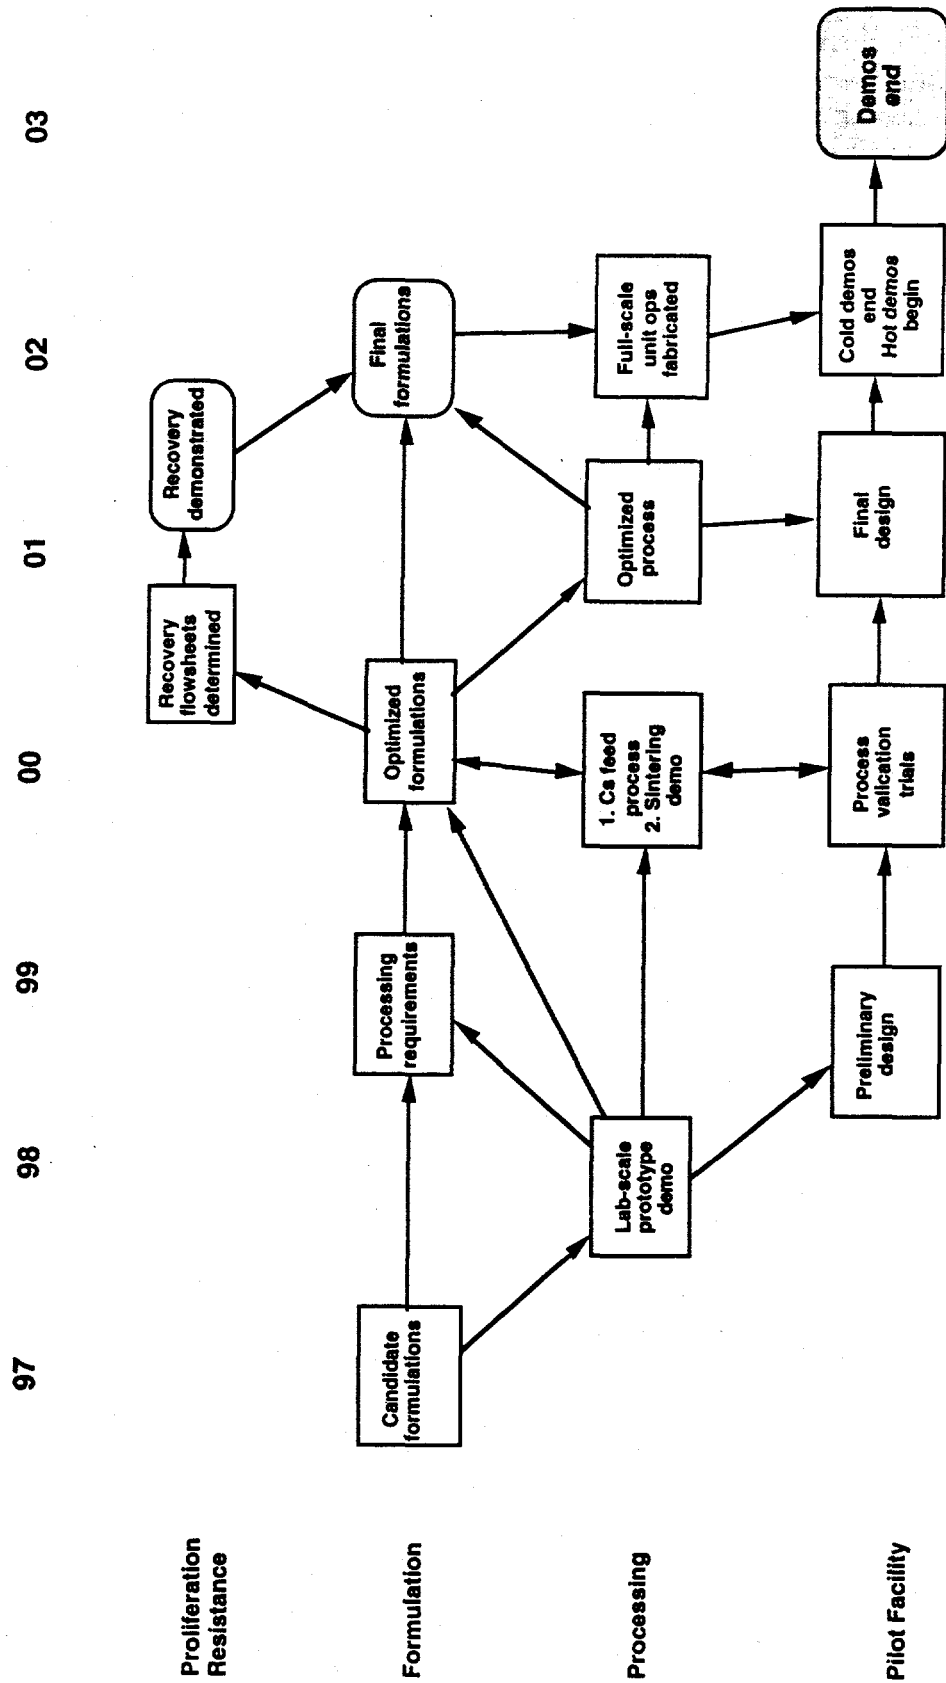 97
98
99
00
01
02
03
Proliferation
Resistance
Recovery
flowsheets
determined
Recovery
demonstrated
Formulation
Candidate
formulations
Processing
requirements
Optimized
formulations
Final
formulations
Processing
Lab-scale
prototype
demo
1. Cs feed
process
2. Sintering
demo
Optimized
process
Full-scale
unit ops
fabricated
Pilot Facility
Preliminary
design
Process
valication
trials
Final
design
Cold demos
end
Hot demos
begin
Demos
end